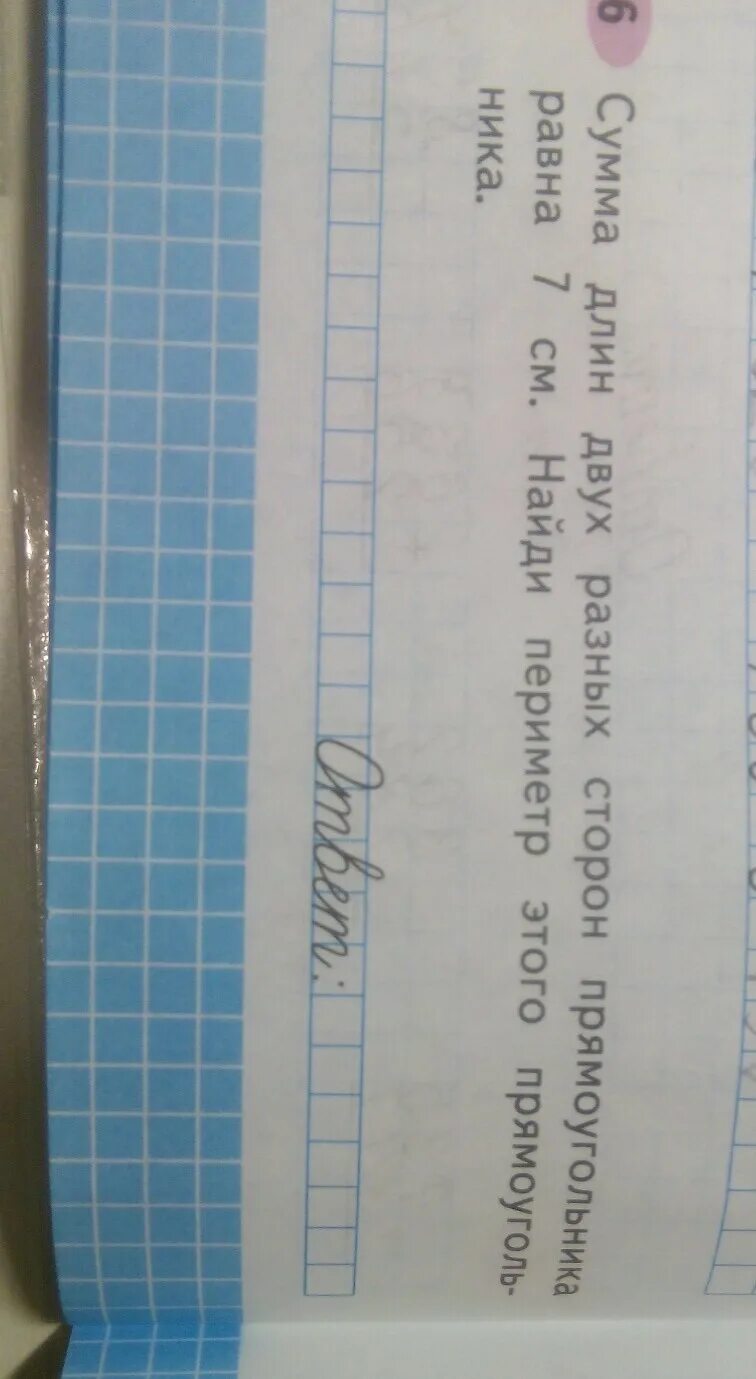 6 Сумма длин двух разных сторон прямоугольника
равна 7 см. Найди периметр этого прямоуголь-
ника.
Ответ: